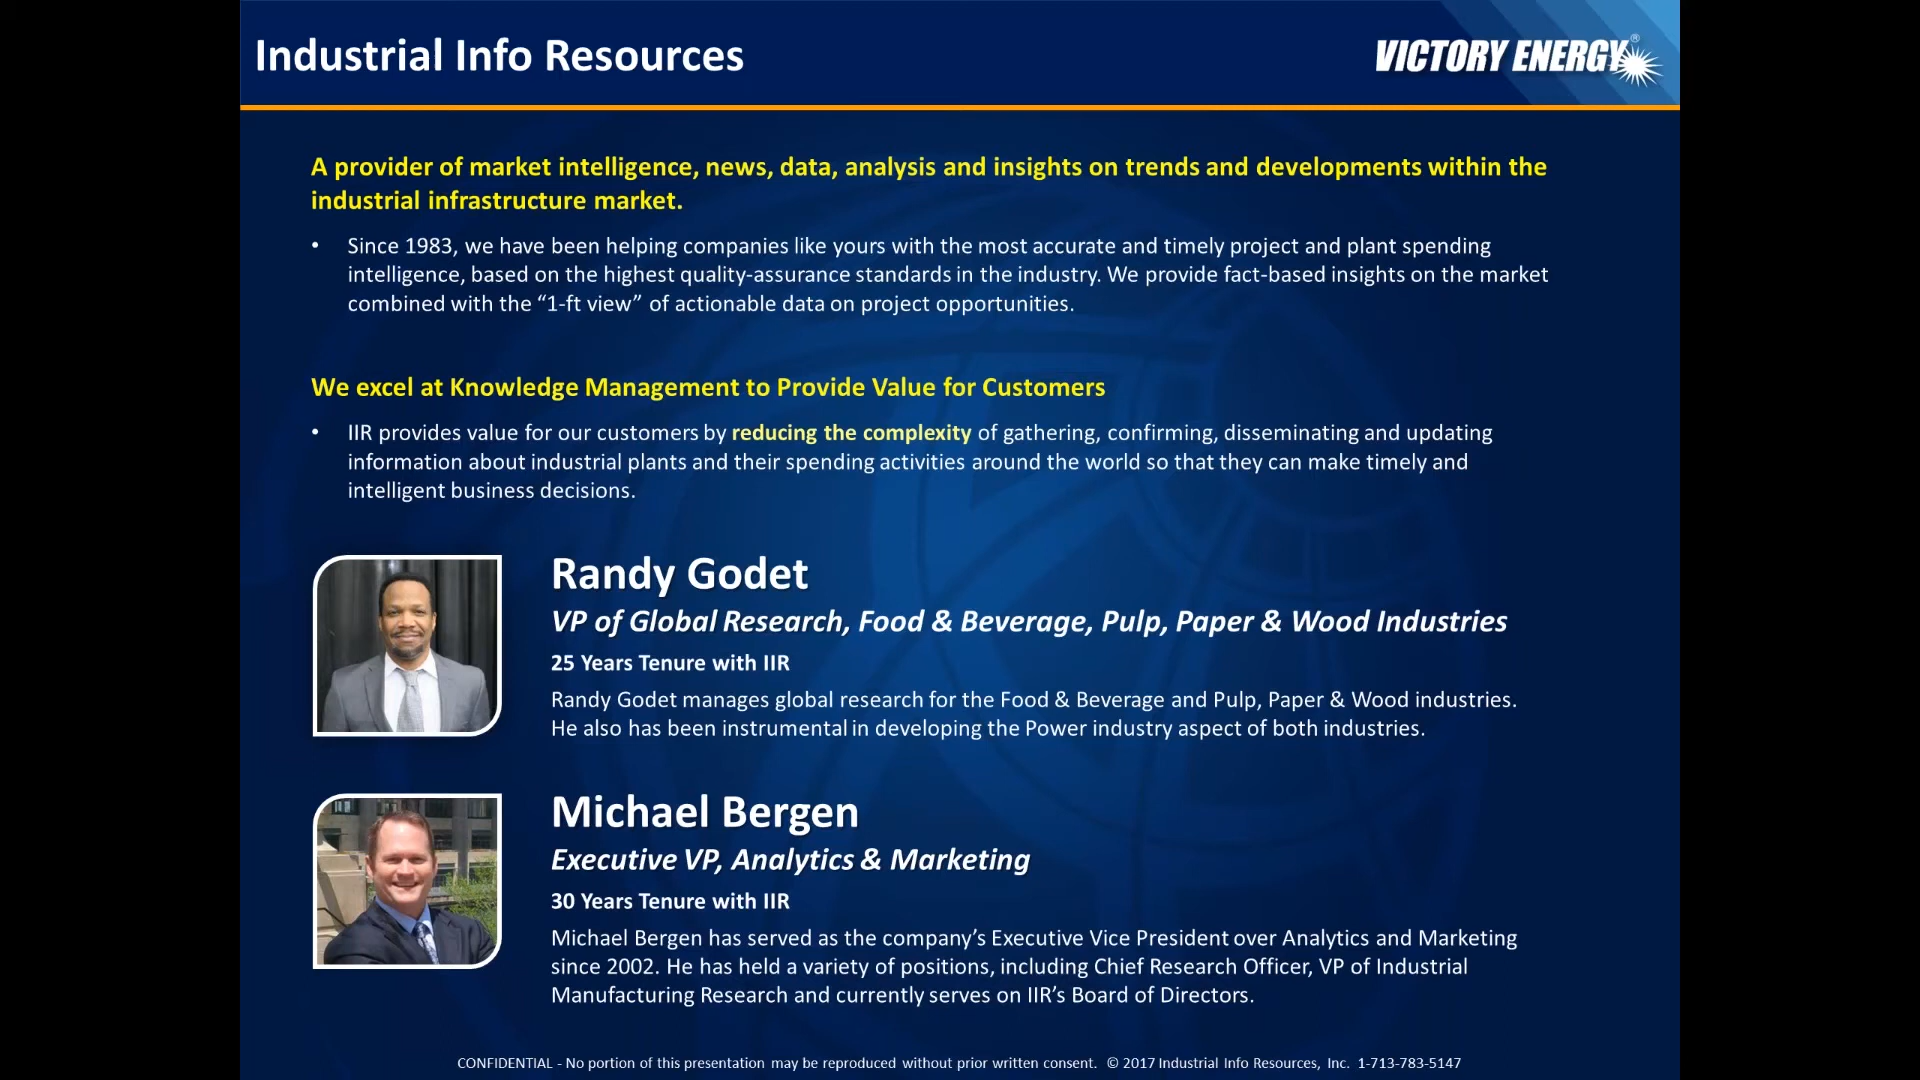 Industrial Info Resources
VICTORY ENERGY®
A provider of market intelligence, news, data, analysis and insights on trends and developments within the
industrial infrastructure market.
• Since 1983, we have been helping companies like yours with the most accurate and timely project and plant spending
intelligence, based on the highest quality-assurance standards in the industry. We provide fact-based insights on the market
combined with the “1-ft view” of actionable data on project opportunities.
We excel at Knowledge Management to Provide Value for Customers
• IIR provides value for our customers by reducing the complexity of gathering, confirming, disseminating and updating
information about industrial plants and their spending activities around the world so that they can make timely and
intelligent business decisions.
Randy Godet
VP of Global Research, Food & Beverage, Pulp, Paper & Wood Industries
25 Years Tenure with IIR
Randy Godet manages global research for the Food & Beverage and Pulp, Paper & Wood industries.
He also has been instrumental in developing the Power industry aspect of both industries.
Michael Bergen
Executive VP, Analytics & Marketing
30 Years Tenure with IIR
Michael Bergen has served as the company’s Executive Vice President over Analytics and Marketing
since 2002. He has held a variety of positions, including Chief Research Officer, VP of Industrial
Manufacturing Research and currently serves on IIR’s Board of Directors.
CONFIDENTIAL - No portion of this presentation may be reproduced without prior written consent. © 2017 Industrial Info Resources, Inc. 1-713-783-5147